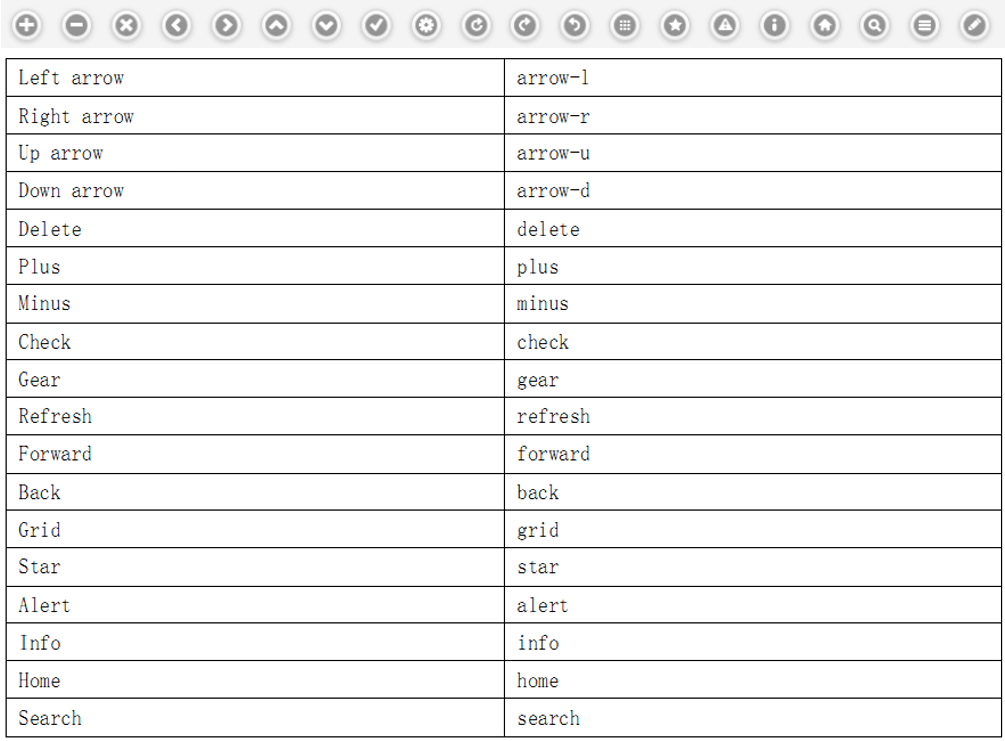 Left arrow arrow-l
Right arrow arrow-r
Up arrow arrow-u
Down arrow arrow-d
Delete delete
Plus plus
Minus minus
Check check
Gear gear
Refresh refresh
Forward forward
Back back
Grid grid
Star star
Alert alert
Info info
Home home
Search search